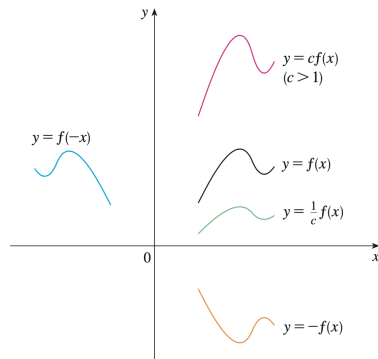 y
y = cf(x)
(c > 1)
y = f(−x)
y = f(x)
y = 1/c f(x)
0
x
y = −f(x)